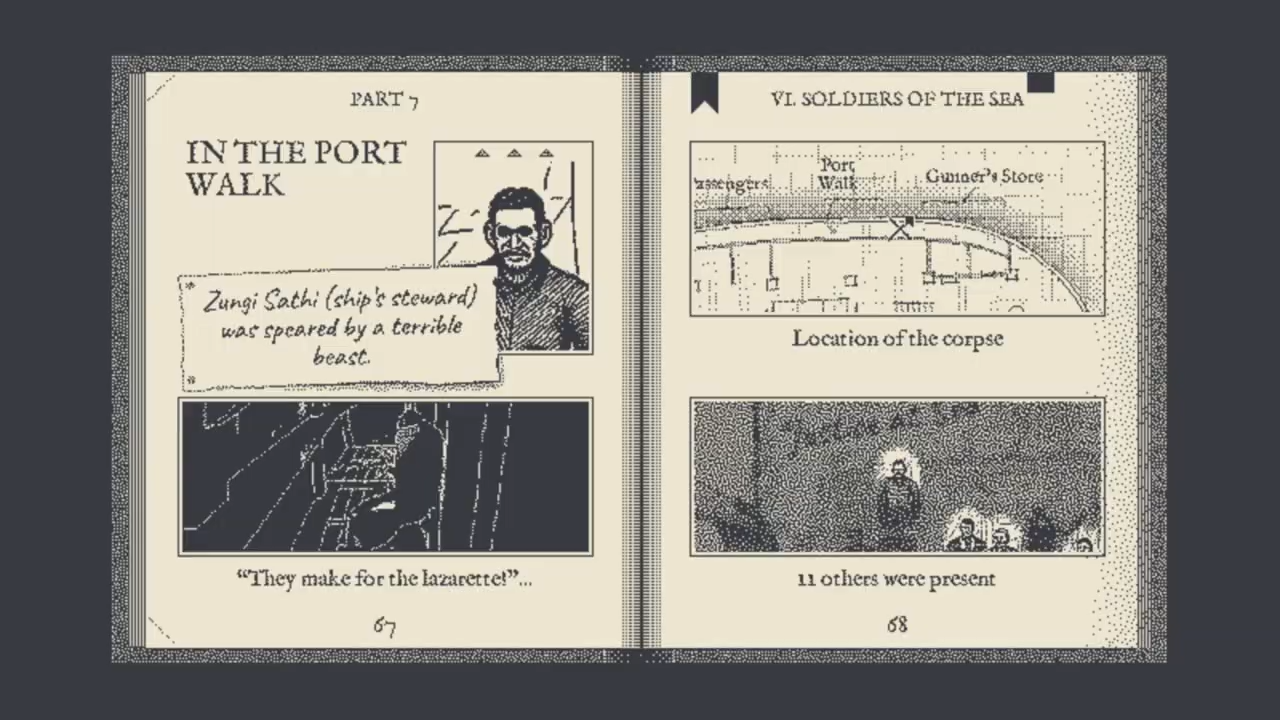 PART 7
IN THE PORT
WALK
Zungi Sathi (ship's steward)
was speared by a terrible
beast.
“They make for the lazarette!”...
67
VI. SOLDIERS OF THE SEA
Port
Walk
Gunner's Store
assengers
Location of the corpse
11 others were present
68